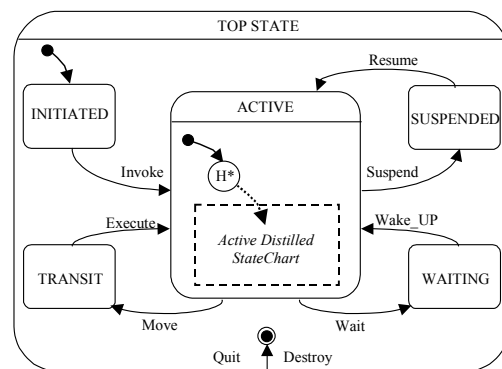 TOP STATE
Resume
INITIATED
ACTIVE
SUSPENDED
Invoke
H*
Suspend
Execute
Wake_UP
Active Distilled
StateChart
TRANSIT
WAITING
Move
Wait
Quit
Destroy